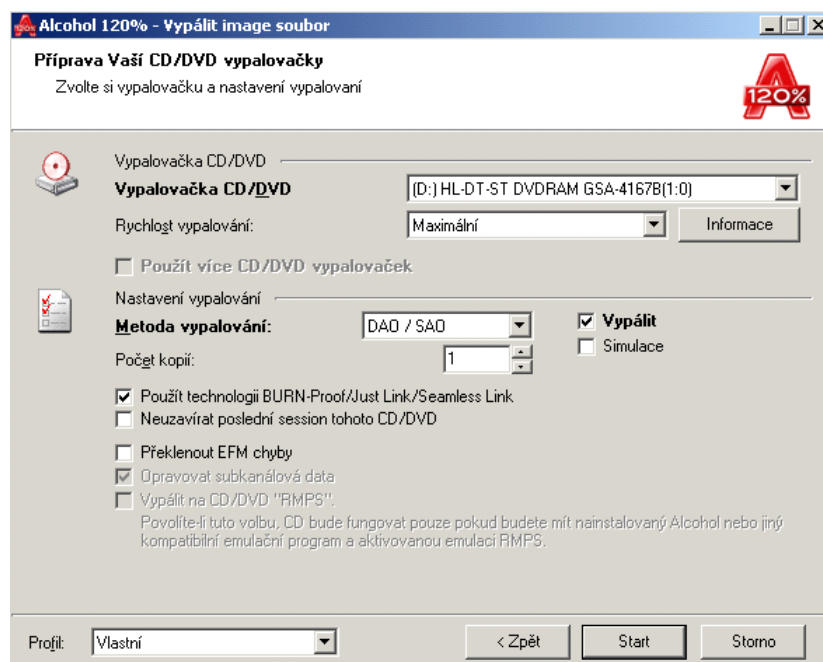 Alcohol 120% - Vypálit image soubor
Příprava Vaší CD/DVD vypalovačky
Zvolte si vypalovačku a nastavení vypalovaní
120%
Vypalovačka CD/DVD
Vypalovačka CD/DVD (D:) HL-DT-ST DVDRAM GSA-4167B(1:0)
Rychlost vypalování: Maximální Informace
Použít více CD/DVD vypalovaček
Nastavení vypalování
Metoda vypalování: DAO / SAO Vypálit
Simulace
Počet kopií: 1
Použít technologii BURN-Proof/Just Link/Seamless Link
Neuzavírat poslední session tohoto CD/DVD
Překlenout EFM chyby
Opravovat subkanálová data
Vypálit na CD/DVD "RMPS".
Povolíte-li tuto volbu, CD bude fungovat pouze pokud budete mít nainstalovaný Alcohol nebo jiný
kompatibilní emulační program a aktivovanou emulaci RMPS.
Profil: Vlastní < Zpět Start Storno